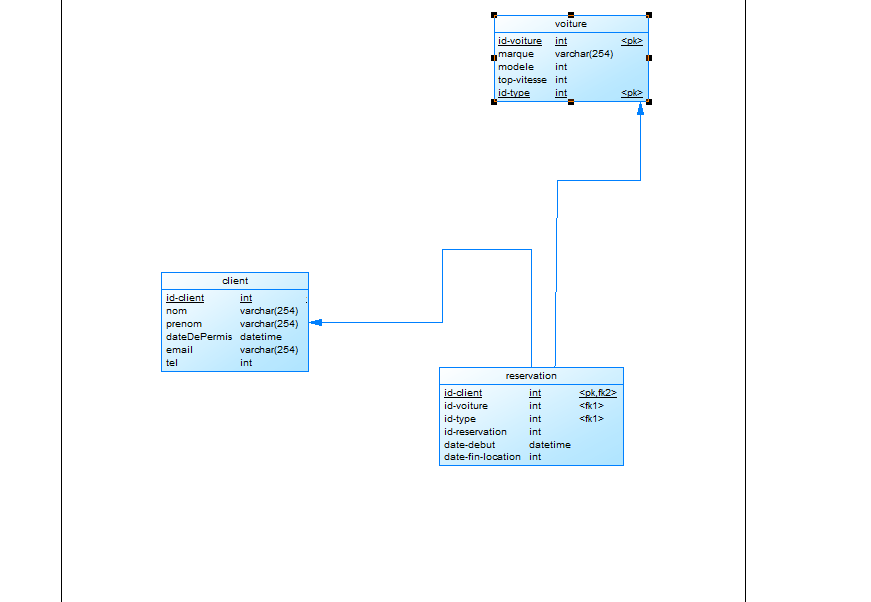 voiture
id-voiture int <pk>
marque varchar(254)
modele int
top-vitesse int
id-type int <pk>
client
id-client int
nom varchar(254)
prenom varchar(254)
dateDePermis datetime
email varchar(254)
tel int
reservation
id-client int <pk,fk2>
id-voiture int <fk1>
id-type int <fk1>
id-reservation int
date-debut datetime
date-fin-location int